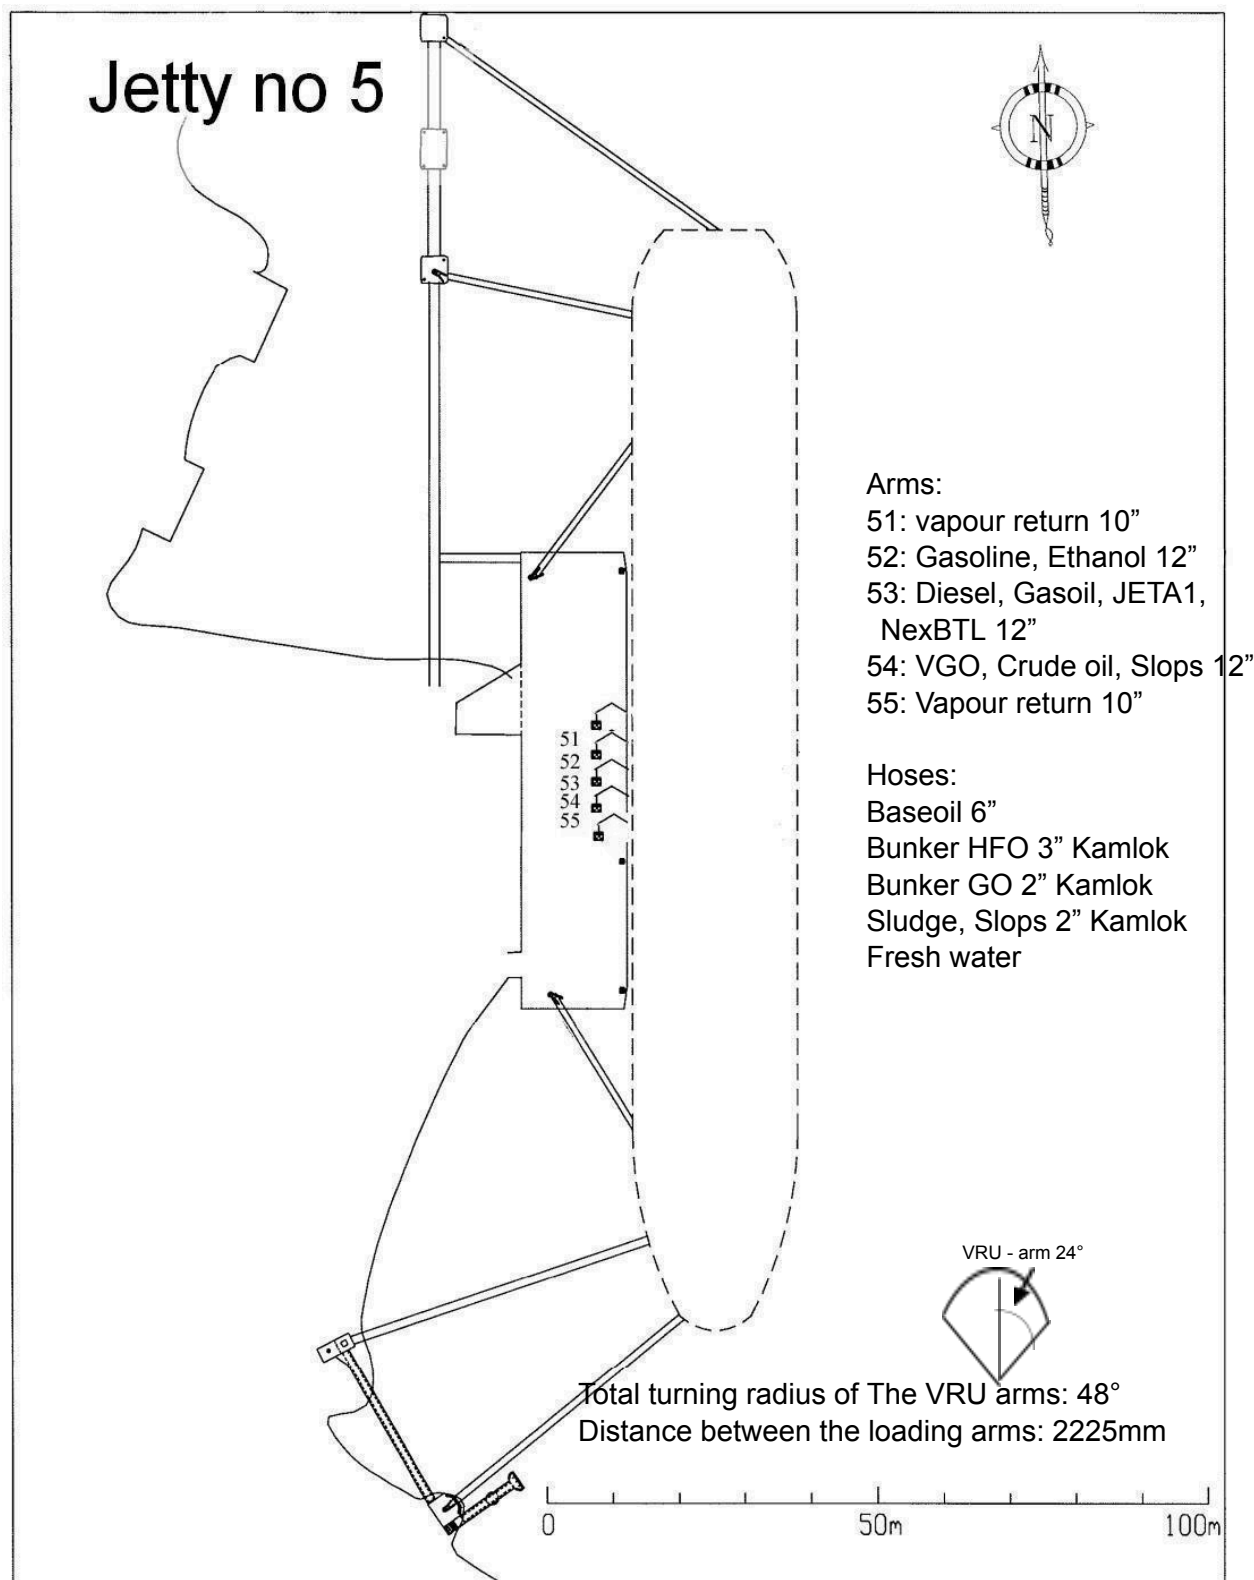 Jetty no 5
N
Arms:
51: vapour return 10”
52: Gasoline, Ethanol 12”
53: Diesel, Gasoil, JETA1,
NexBTL 12”
54: VGO, Crude oil, Slops 12”
55: Vapour return 10”
51
52
53
54
55
Hoses:
Baseoil 6”
Bunker HFO 3” Kamlok
Bunker GO 2” Kamlok
Sludge, Slops 2” Kamlok
Fresh water
VRU - arm 24°
Total turning radius of The VRU arms: 48°
Distance between the loading arms: 2225mm
0 50m 100m